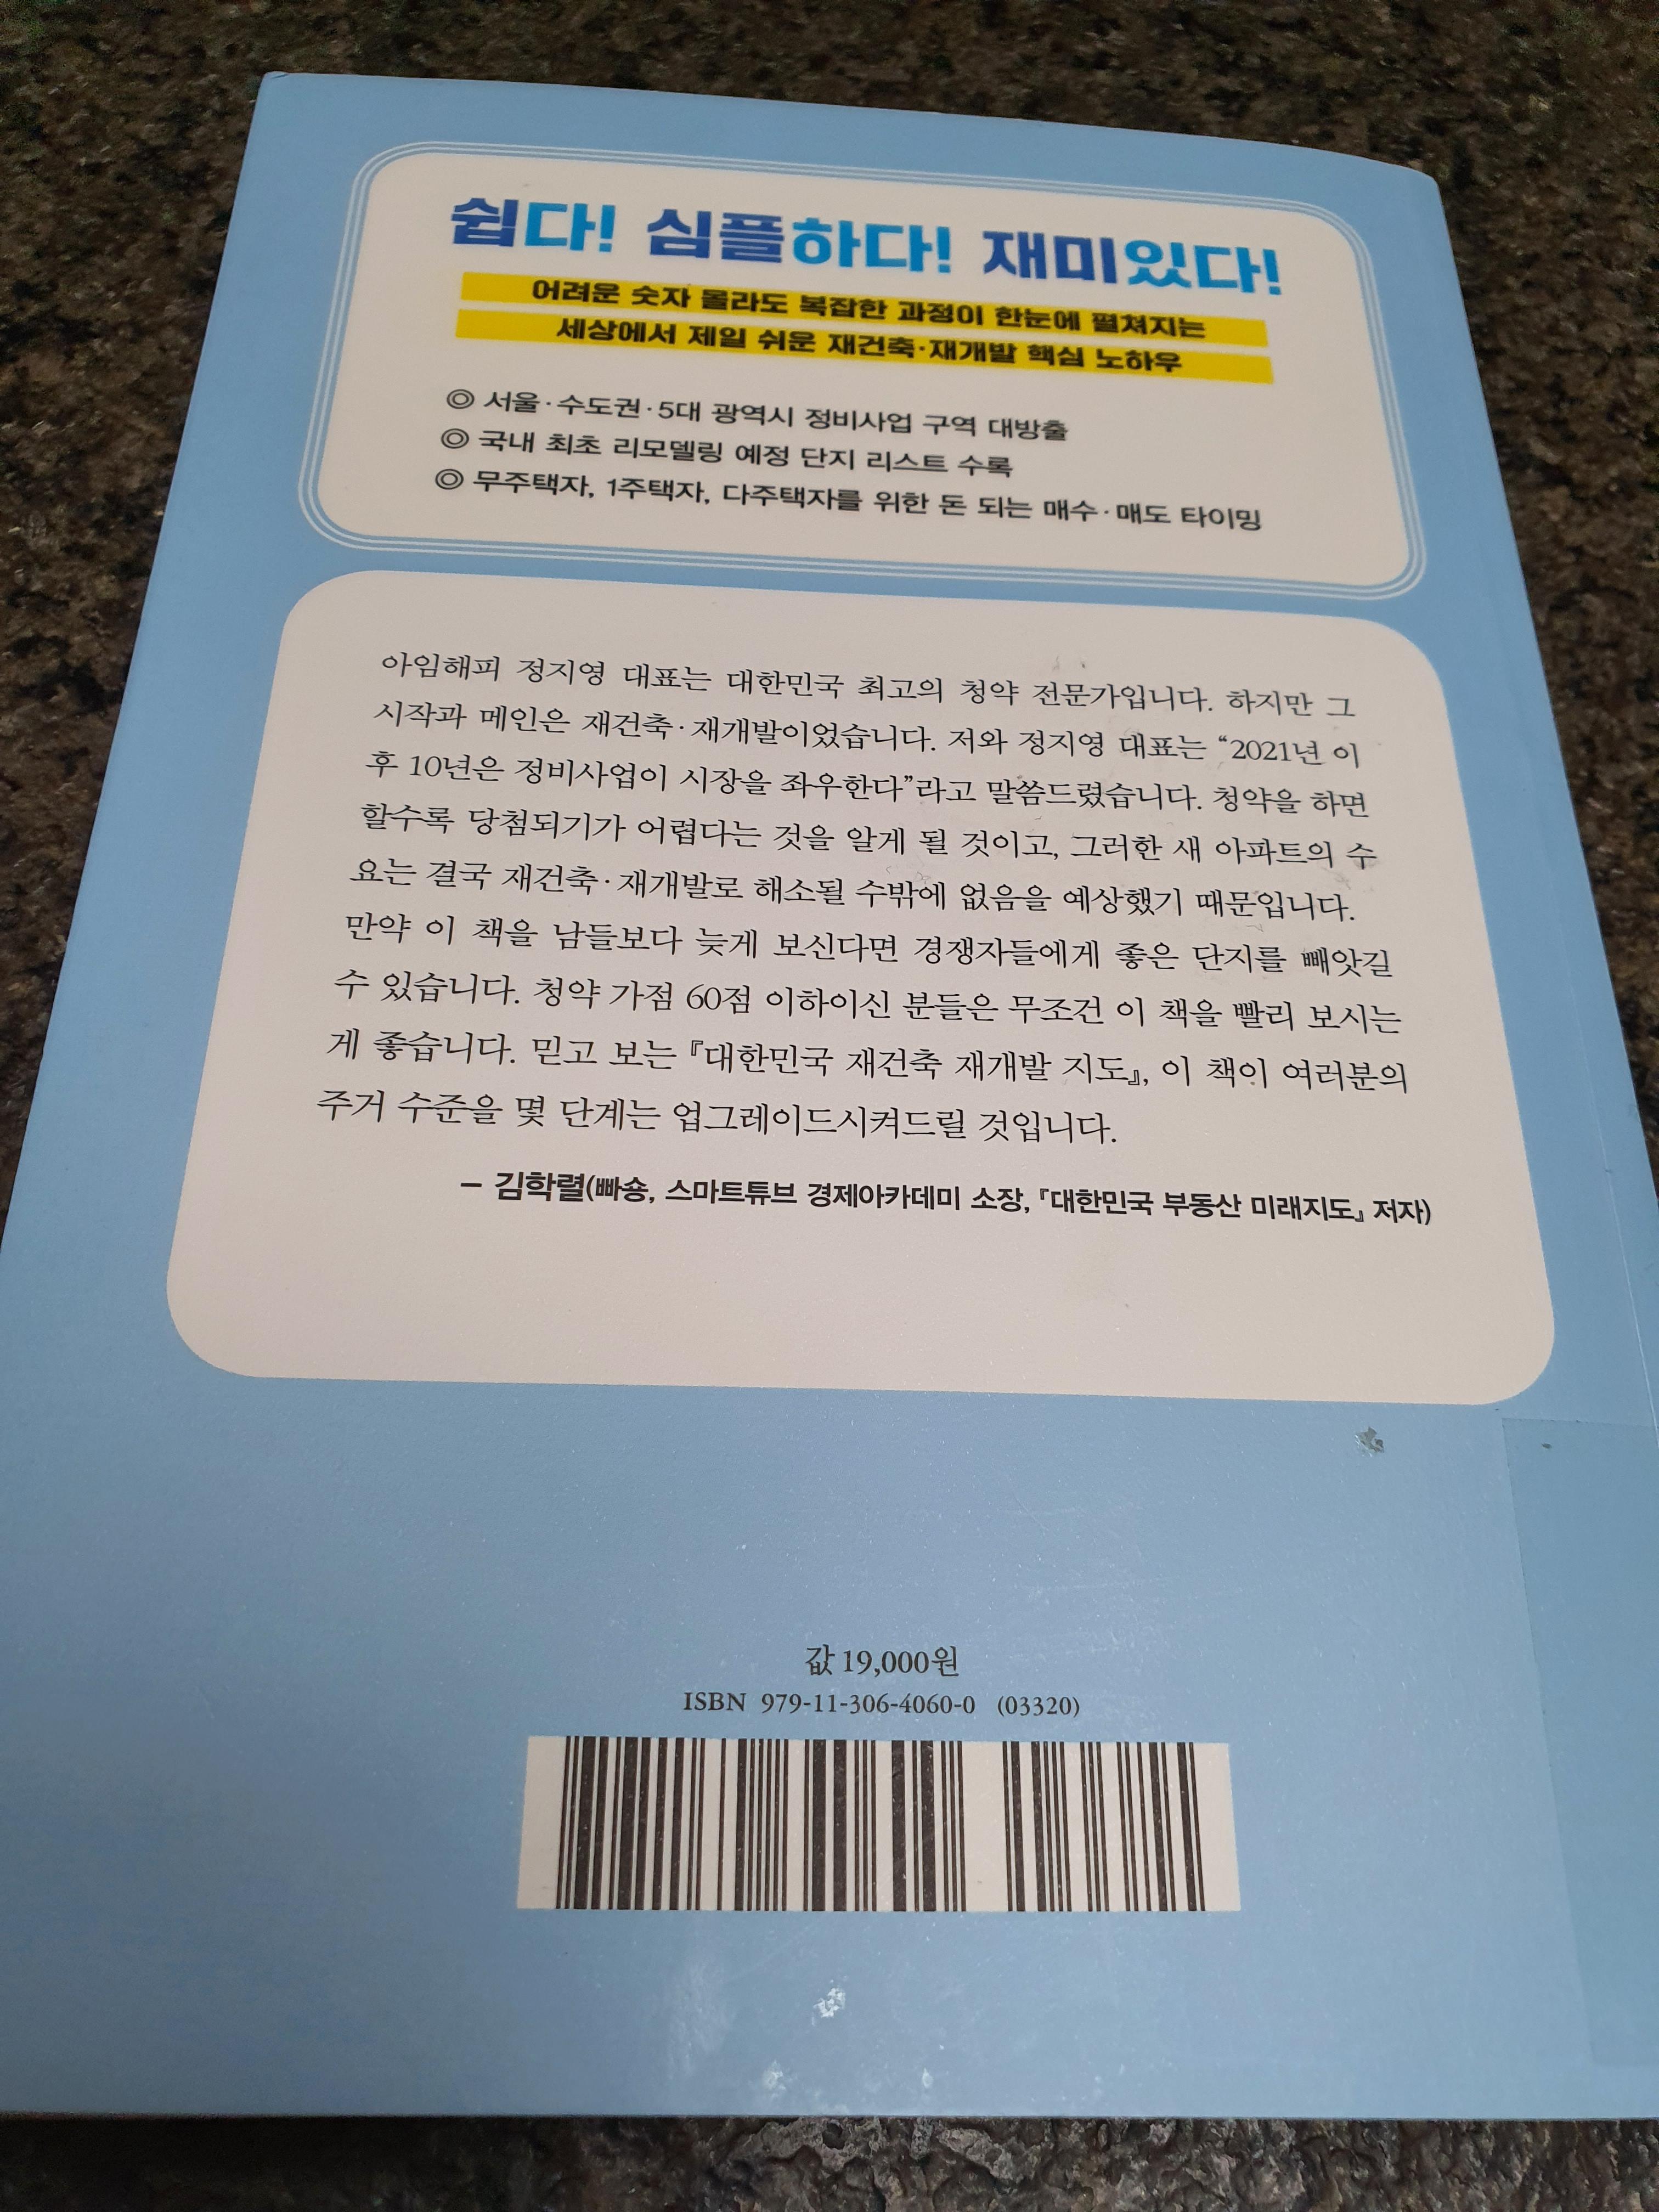 쉽다! 심플하다! 재미있다!
어려운 숫자 몰라도 복잡한 과정이 한눈에 펼쳐지는
세상에서 제일 쉬운 재건축·재개발 핵심 노하우
◎ 서울·수도권·5대 광역시 정비사업 구역 대방출
◎ 국내 최초 리모델링 예정 단지 리스트 수록
◎ 무주택자, 1주택자, 다주택자를 위한 돈 되는 매수·매도 타이밍
아임해피 정지영 대표는 대한민국 최고의 청약 전문가입니다. 하지만 그
시작과 메인은 재건축·재개발이었습니다. 저와 정지영 대표는 “2021년 이
후 10년은 정비사업이 시장을 좌우한다”라고 말씀드렸습니다. 청약을 하면
할수록 당첨되기가 어렵다는 것을 알게 될 것이고, 그러한 새 아파트의 수
요는 결국 재건축·재개발로 해소될 수밖에 없음을 예상했기 때문입니다.
만약 이 책을 남들보다 늦게 보신다면 경쟁자들에게 좋은 단지를 빼앗길
수 있습니다. 청약 가점 60점 이하이신 분들은 무조건 이 책을 빨리 보시는
게 좋습니다. 믿고 보는 『대한민국 재건축 재개발 지도』, 이 책이 여러분의
주거 수준을 몇 단계는 업그레이드시켜드릴 것입니다.
– 김학렬(빠숑, 스마트튜브 경제아카데미 소장, 『대한민국 부동산 미래지도』 저자)
값 19,000원
ISBN 979-11-306-4060-0 (03320)